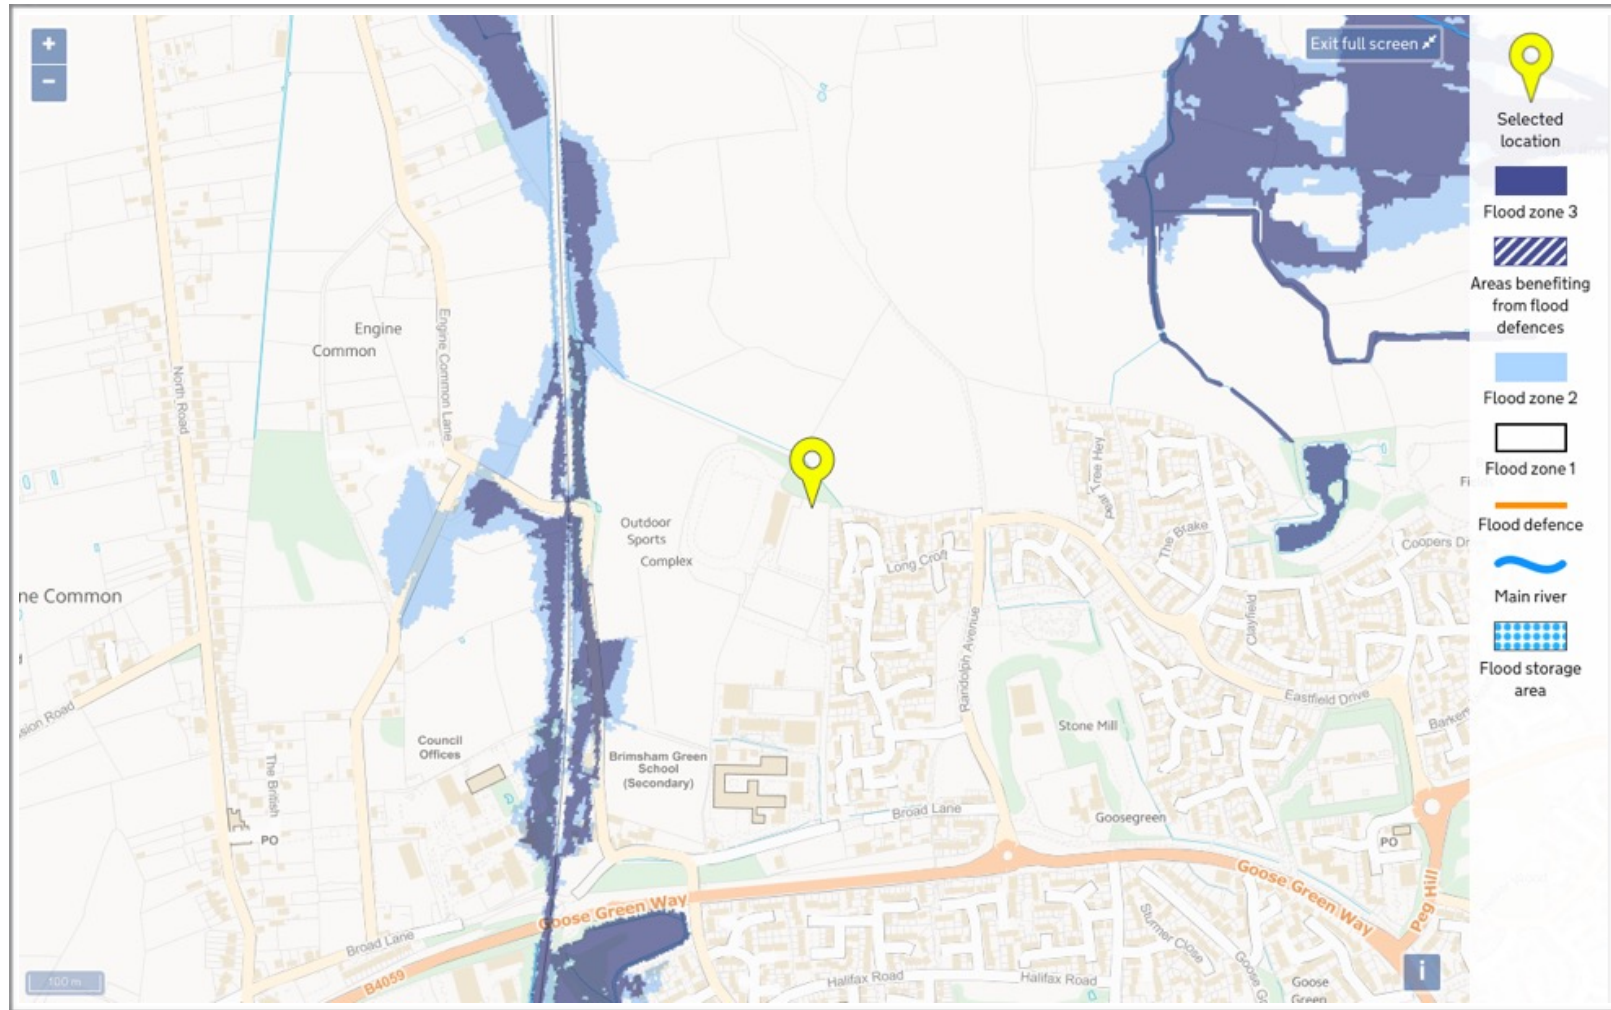 Exit full screen
Selected
location
Flood zone 3
Areas benefiting
from flood
defences
Flood zone 2
Flood zone 1
Flood defence
Main river
Flood storage
area
Engine
Common
Engine Common Lane
North Road
ne Common
Outdoor
Sports
Complex
Pear Tree Hey
The Brake
Long Croft
Coopers Dr
Clayfield
Randolph Avenue
Eastfield Drive
Stone Mill
Council
Offices
The British
PO
Brimsham Green
School
(Secondary)
Broad Lane
Goosegreen
PO
Goose Green Way
Goose Green Way
Peg Hill
Broad Lane
B4059
Sturmer Close
Halifax Road
Halifax Road
Goose
Green
100 m
i